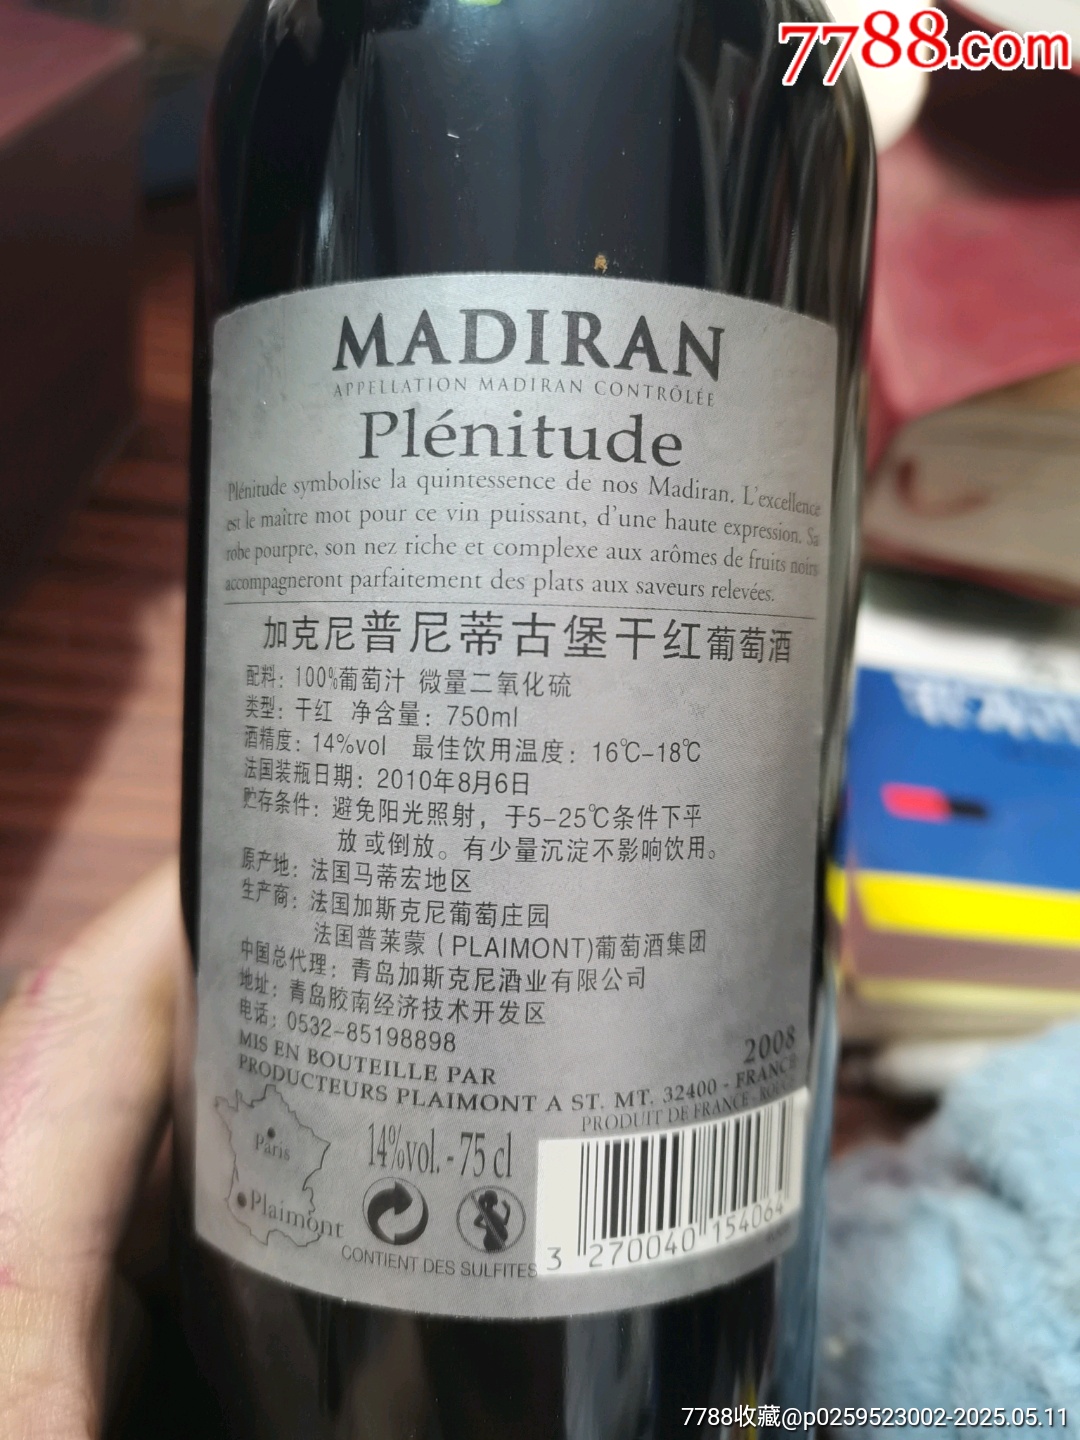 7788.com
MADIRAN
APPELLATION MADIRAN CONTRÔLÉE
Plénitude
Plénitude symbolise la quintessence de nos Madiran. L'excellence
est le maître mot pour ce vin puissant, d'une haute expression. Sa
robe pourpre, son nez riche et complexe aux arômes de fruits noirs
accompagneront parfaitement des plats aux saveurs relevées.
加克尼普尼蒂古堡干红葡萄酒
配料：100%葡萄汁 微量二氧化硫
类型：干红 净含量：750ml
酒精度：14%vol 最佳饮用温度：16℃-18℃
法国装瓶日期：2010年8月6日
贮存条件：避免阳光照射，于5-25℃条件下平
放或倒放。有少量沉淀不影响饮用。
原产地：法国马蒂宏地区
生产商：法国加斯克尼葡萄庄园
法国普莱蒙（PLAIMONT)葡萄酒集团
中国总代理：青岛加斯克尼酒业有限公司
地址：青岛胶南经济技术开发区
电话：0532-85198898
2008
MIS EN BOUTEILLE PAR
PRODUCTEURS PLAIMONT A ST. MT. 32400 - FRANCE
PRODUIT DE FRANCE -
Paris
Plaimont
14%vol. - 75 cl
CONTIENT DES SULFITES
3 270040 154064
7788收藏@p0259523002-2025.05.11